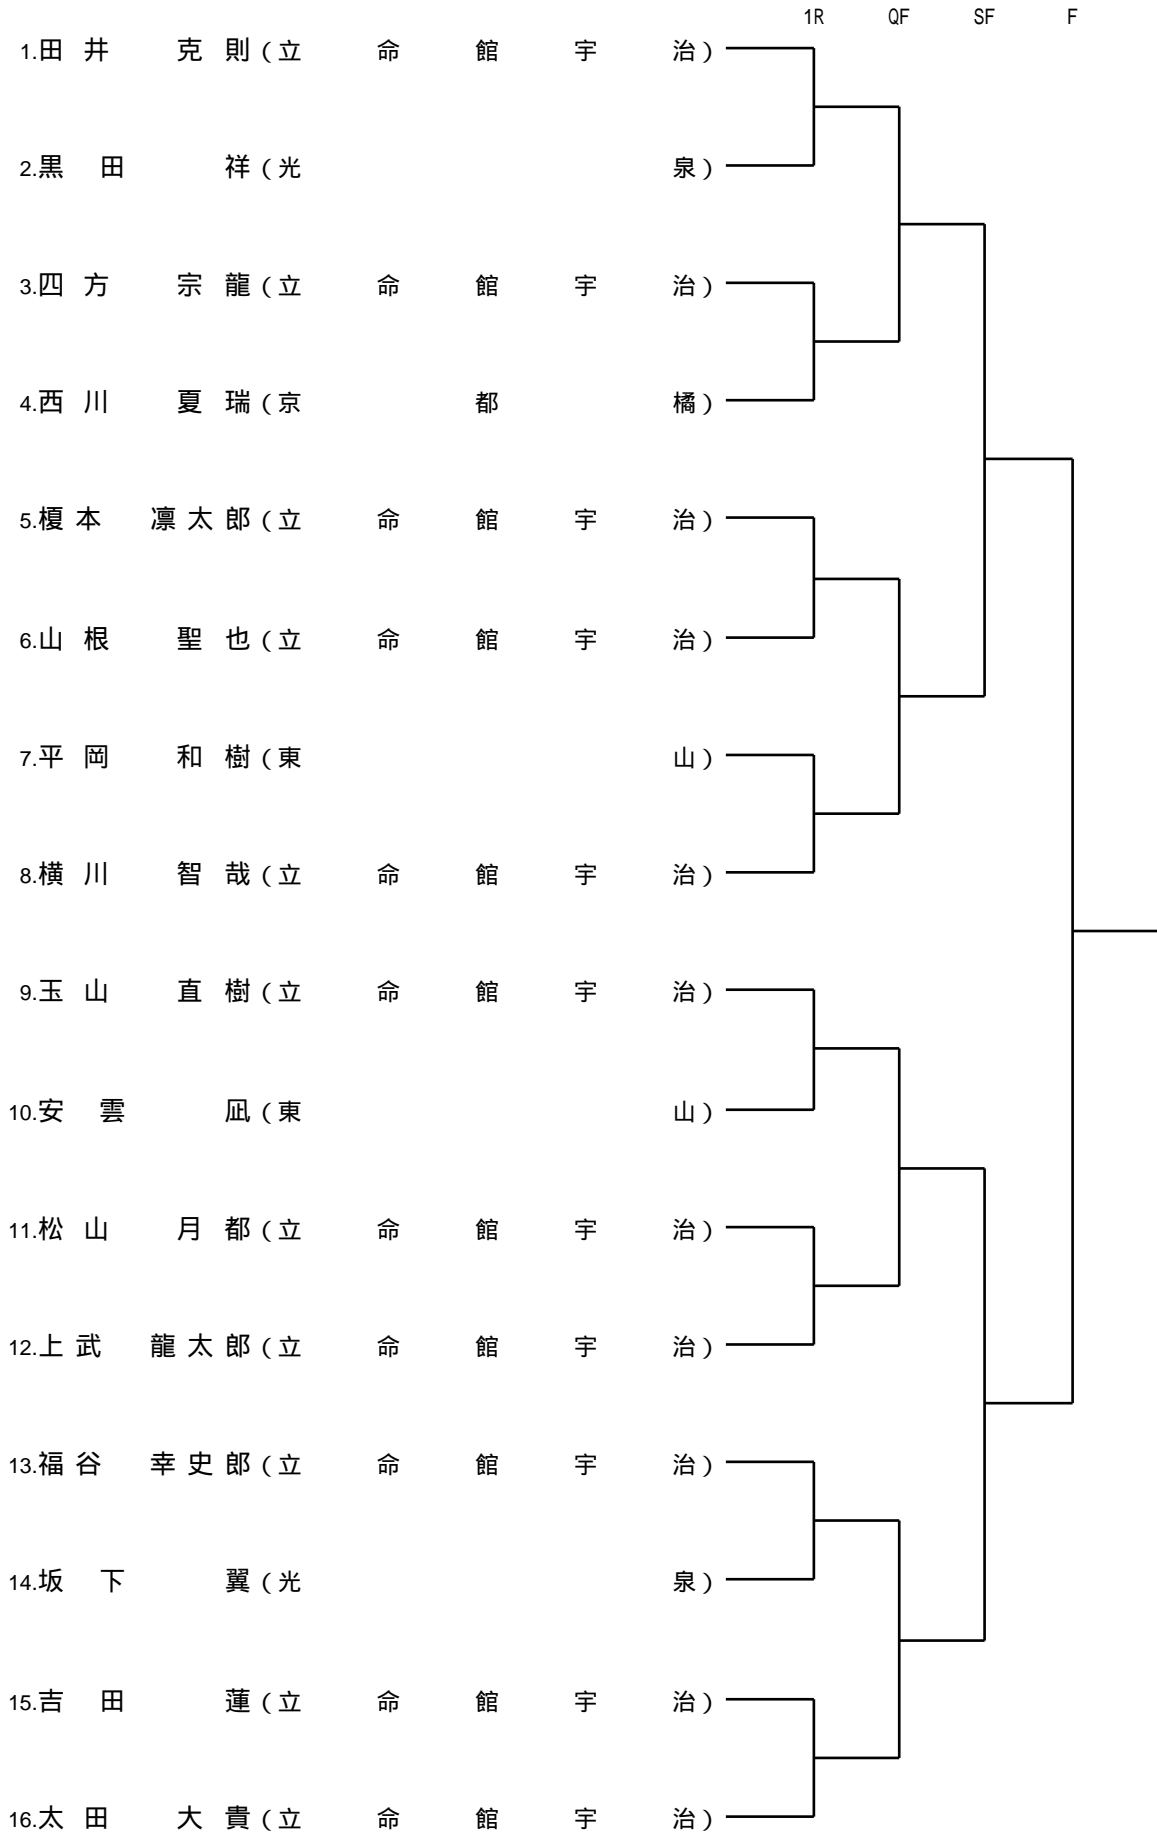 1R QF SF F
1.田井 克則(立命館宇治)
2.黒田 祥(光泉)
3.四方 宗龍(立命館宇治)
4.西川 夏瑞(京都橘)
5.榎本 凛太郎(立命館宇治)
6.山根 聖也(立命館宇治)
7.平岡 和樹(東山)
8.横川 智哉(立命館宇治)
9.玉山 直樹(立命館宇治)
10.安雲 凪(東山)
11.松山 月都(立命館宇治)
12.上武 龍太郎(立命館宇治)
13.福谷 幸史郎(立命館宇治)
14.坂下 翼(光泉)
15.吉田 蓮(立命館宇治)
16.太田 大貴(立命館宇治)